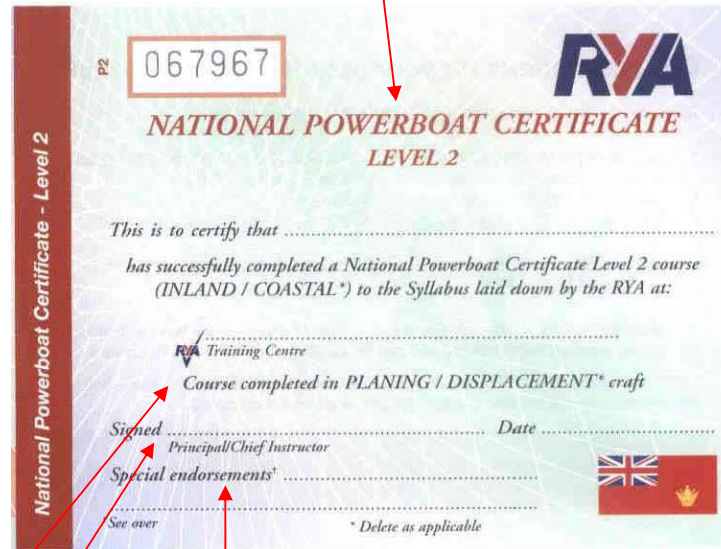 National Powerboat Certificate - Level 2
P2 067967
RYA
NATIONAL POWERBOAT CERTIFICATE
LEVEL 2
This is to certify that ..........
has successfully completed a National Powerboat Certificate Level 2 course
(INLAND / COASTAL*) to the Syllabus laid down by the RYA at:
RYA Training Centre
Course completed in PLANING / DISPLACEMENT* craft
Signed .......... Date ..........
Principal/Chief Instructor
Special endorsements† ..........
See over * Delete as applicable